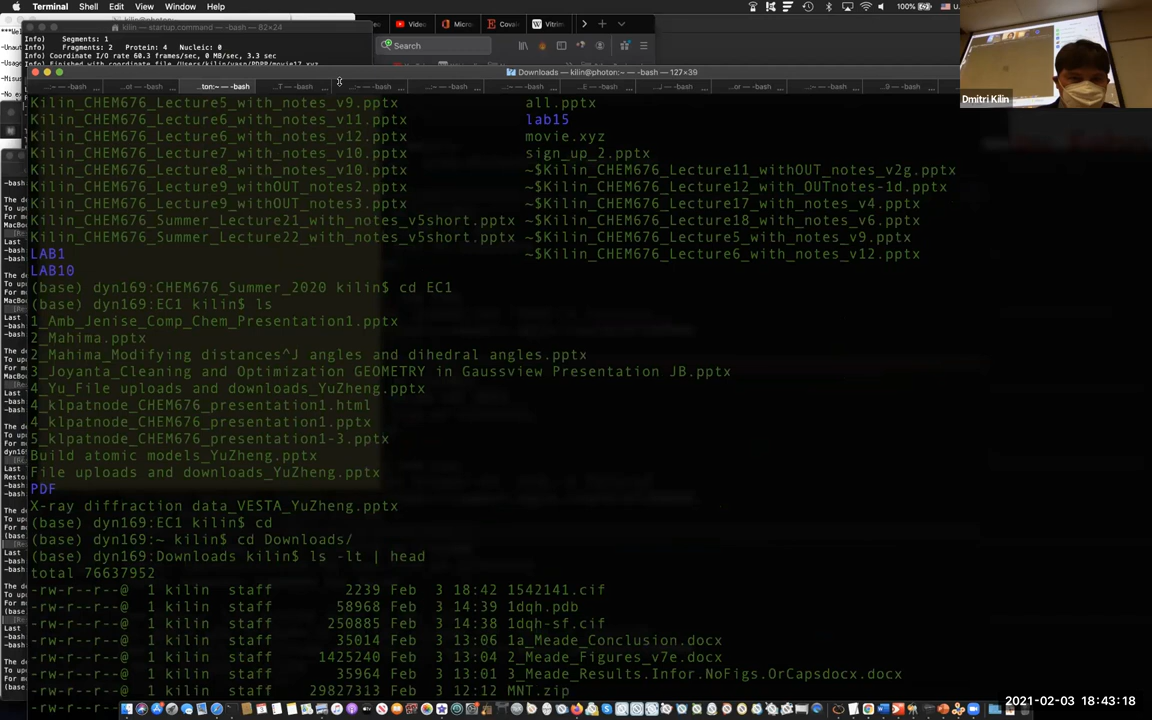 Terminal Shell Edit View Window Help
100%
kilin — startup.command — -bash — 82×24
Info) Segments: 1
Info) Fragments: 2 Protein: 4 Nucleic: 0
Info) Coordinate I/O rate 60.3 frames/sec, 0 MB/sec, 3.3 sec
Video
Search
Downloads — kilin@photon:~ — -bash — 127×39
Kilin_CHEM676_Lecture5_with_notes_v9.pptx all.pptx
Kilin_CHEM676_Lecture6_with_notes_v11.pptx lab15
Kilin_CHEM676_Lecture6_with_notes_v12.pptx movie.xyz
Kilin_CHEM676_Lecture7_with_notes_v10.pptx sign_up_2.pptx
Kilin_CHEM676_Lecture8_with_notes_v10.pptx ~$Kilin_CHEM676_Lecture11_withOUT_notes_v2g.pptx
Kilin_CHEM676_Lecture9_withOUT_notes2.pptx ~$Kilin_CHEM676_Lecture12_with_OUTnotes-1d.pptx
Kilin_CHEM676_Lecture9_withOUT_notes3.pptx ~$Kilin_CHEM676_Lecture17_with_notes_v4.pptx
Kilin_CHEM676_Summer_Lecture21_with_notes_v5short.pptx ~$Kilin_CHEM676_Lecture18_with_notes_v6.pptx
Kilin_CHEM676_Summer_Lecture22_with_notes_v5short.pptx ~$Kilin_CHEM676_Lecture5_with_notes_v9.pptx
LAB1 ~$Kilin_CHEM676_Lecture6_with_notes_v12.pptx
LAB10
(base) dyn169:CHEM676_Summer_2020 kilin$ cd EC1
(base) dyn169:EC1 kilin$ ls
1_Amb_Jenise_Comp_Chem_Presentation1.pptx
2_Mahima.pptx
2_Mahima_Modifying distances^J angles and dihedral angles.pptx
3_Joyanta_Cleaning and Optimization GEOMETRY in Gaussview Presentation JB.pptx
4_Yu_File uploads and downloads_YuZheng.pptx
4_klpatnode_CHEM676_presentation1.html
4_klpatnode_CHEM676_presentation1.pptx
5_klpatnode_CHEM676_presentation1-3.pptx
Build atomic models_YuZheng.pptx
File uploads and downloads_YuZheng.pptx
PDF
X-ray diffraction data_VESTA_YuZheng.pptx
(base) dyn169:EC1 kilin$ cd
(base) dyn169:~ kilin$ cd Downloads/
(base) dyn169:Downloads kilin$ ls -lt | head
total 76637952
-rw-r--r--@ 1 kilin staff 2239 Feb 3 18:42 1542141.cif
-rw-r--r--@ 1 kilin staff 58968 Feb 3 14:39 1dqh.pdb
-rw-r--r--@ 1 kilin staff 250885 Feb 3 14:38 1dqh-sf.cif
-rw-r--r--@ 1 kilin staff 35014 Feb 3 13:06 1a_Meade_Conclusion.docx
-rw-r--r--@ 1 kilin staff 1425240 Feb 3 13:04 2_Meade_Figures_v7e.docx
-rw-r--r--@ 1 kilin staff 35964 Feb 3 13:01 3_Meade_Results.Infor.NoFigs.OrCapsdocx.docx
-rw-r--r--@ 1 kilin staff 29827313 Feb 3 12:12 MNT.zip
Dmitri Kilin
2021-02-03 18:43:18